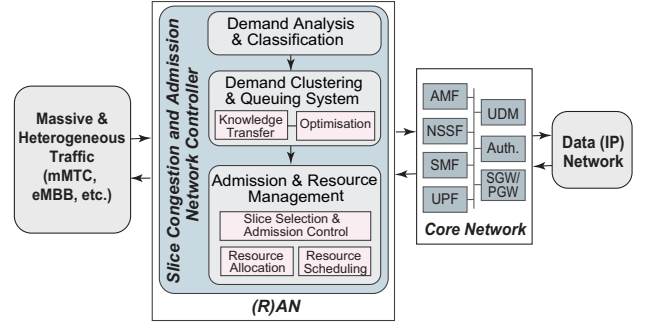 Massive &
Heterogeneous
Traffic
(mMTC,
eMBB, etc.)
Slice Congestion and Admission
Network Controller
Demand Analysis
& Classification
Demand Clustering
& Queuing System
Knowledge
Transfer
Optimisation
Admission & Resource
Management
Slice Selection &
Admission Control
Resource
Allocation
Resource
Scheduling
(R)AN
AMF
NSSF
SMF
UPF
UDM
Auth.
SGW/
PGW
Core Network
Data (IP)
Network